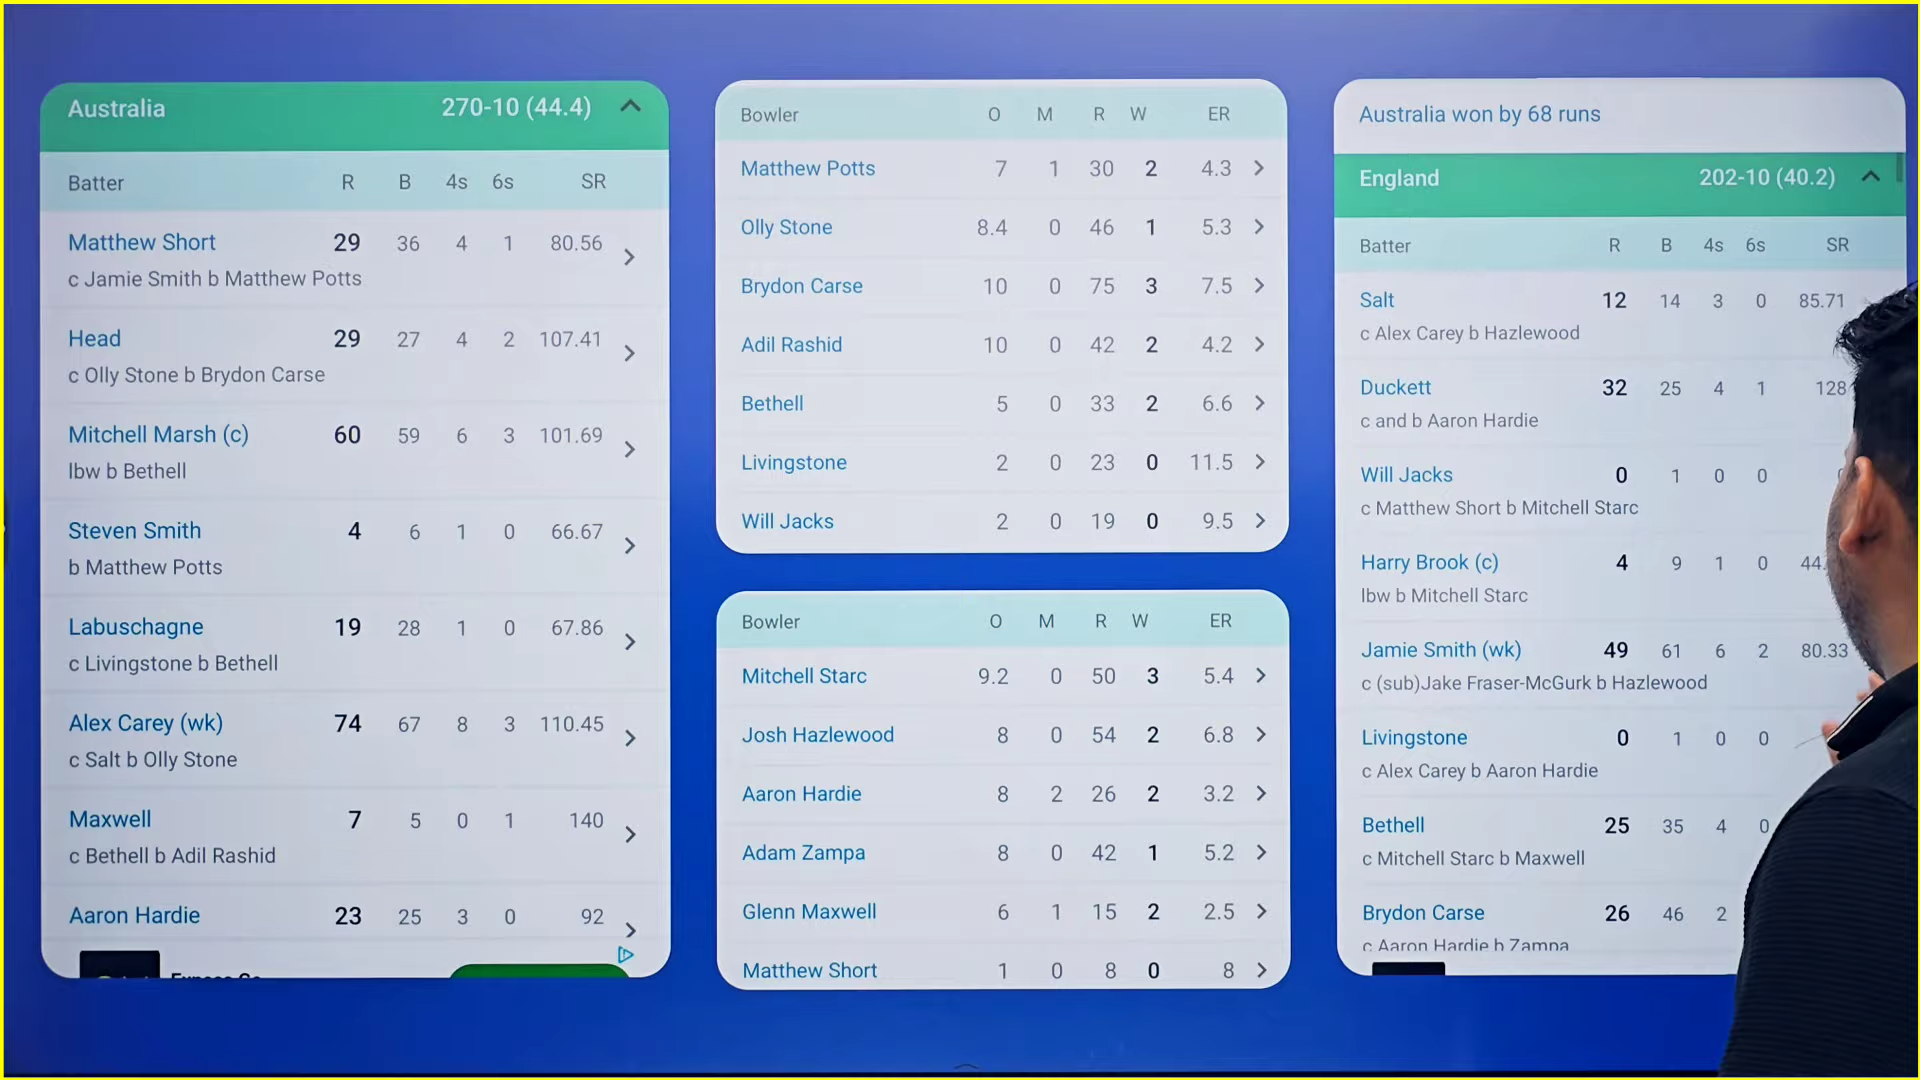 Australia 270-10 (44.4)
Batter R B 4s 6s SR
Matthew Short 29 36 4 1 80.56
c Jamie Smith b Matthew Potts
Head 29 27 4 2 107.41
c Olly Stone b Brydon Carse
Mitchell Marsh (c) 60 59 6 3 101.69
lbw b Bethell
Steven Smith 4 6 1 0 66.67
b Matthew Potts
Labuschagne 19 28 1 0 67.86
c Livingstone b Bethell
Alex Carey (wk) 74 67 8 3 110.45
c Salt b Olly Stone
Maxwell 7 5 0 1 140
c Bethell b Adil Rashid
Aaron Hardie 23 25 3 0 92
Bowler O M R W ER
Matthew Potts 7 1 30 2 4.3
Olly Stone 8.4 0 46 1 5.3
Brydon Carse 10 0 75 3 7.5
Adil Rashid 10 0 42 2 4.2
Bethell 5 0 33 2 6.6
Livingstone 2 0 23 0 11.5
Will Jacks 2 0 19 0 9.5
Bowler O M R W ER
Mitchell Starc 9.2 0 50 3 5.4
Josh Hazlewood 8 0 54 2 6.8
Aaron Hardie 8 2 26 2 3.2
Adam Zampa 8 0 42 1 5.2
Glenn Maxwell 6 1 15 2 2.5
Matthew Short 1 0 8 0 8
Australia won by 68 runs
England 202-10 (40.2)
Batter R B 4s 6s SR
Salt 12 14 3 0 85.71
c Alex Carey b Hazlewood
Duckett 32 25 4 1 128
c and b Aaron Hardie
Will Jacks 0 1 0 0
c Matthew Short b Mitchell Starc
Harry Brook (c) 4 9 1 0 44.
lbw b Mitchell Starc
Jamie Smith (wk) 49 61 6 2 80.33
c (sub)Jake Fraser-McGurk b Hazlewood
Livingstone 0 1 0 0
c Alex Carey b Aaron Hardie
Bethell 25 35 4 0
c Mitchell Starc b Maxwell
Brydon Carse 26 46 2
c Aaron Hardie b Zampa